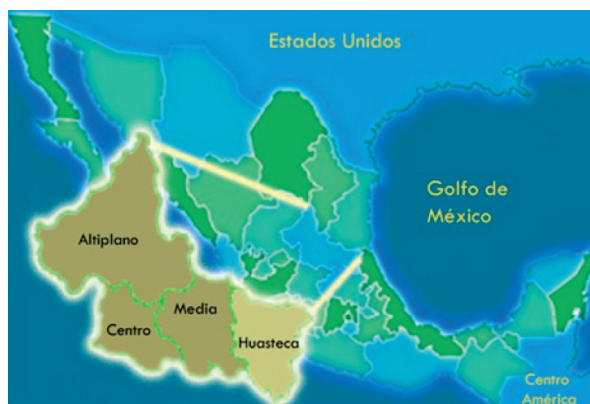 Estados Unidos
Golfo de
México
Altiplano
Media
Centro
Huasteca
Centro
América